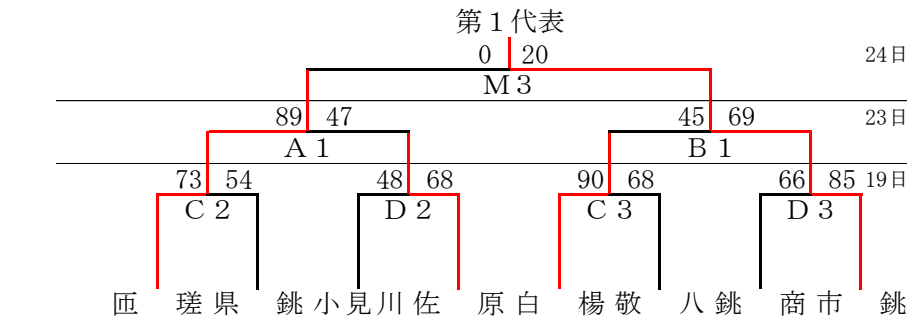 第１代表
0 20 24日
M３
89 47 45 69 23日
A１ B１
73 54 48 68 90 68 66 85 19日
C２ D２ C３ D３
匝 瑳 県 銚 小 見 川 佐 原 白 楊 敬 八 銚 商 市 銚